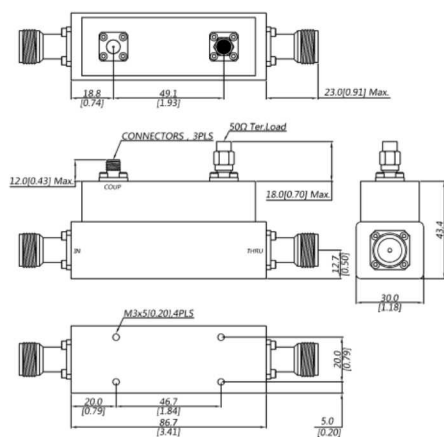 18.8
[0.74]
49.1
[1.93]
23.0[0.91] Max.
50Ω Ter.Load
CONNECTORS , 3PLS
12.0[0.43] Max.
COUP
18.0[0.70] Max.
IN
THRU
12.7
[0.50]
43.4
30.0
[1.18]
M3x5[0.20],4PLS
20.0
[0.79]
20.0
[0.79]
46.7
[1.84]
86.7
[3.41]
5.0
[0.20]